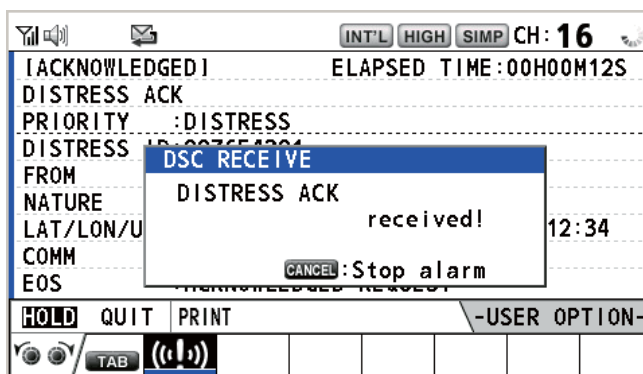 INT'L HIGH SIMP CH:16
[ACKNOWLEDGED] ELAPSED TIME:00H00M12S
DISTRESS ACK
PRIORITY :DISTRESS
DISTRESS
DSC RECEIVE
FROM
DISTRESS ACK
NATURE
received!
LAT/LON/U 12:34
COMM
CANCEL:Stop alarm
EOS
HOLD QUIT PRINT -USER OPTION-
TAB